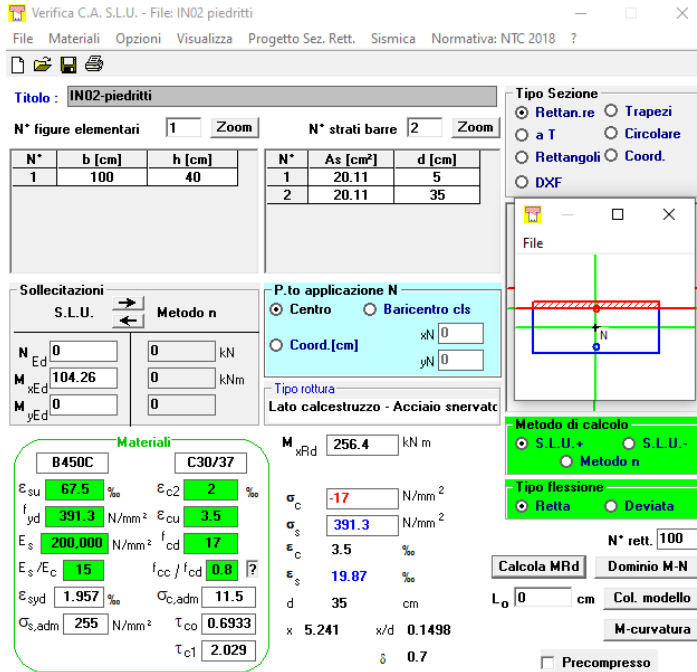 Verifica C.A. S.L.U. - File: IN02 piedritti
File Materiali Opzioni Visualizza Progetto Sez. Rett. Sismica Normativa: NTC 2018 ?
Titolo : IN02-piedritti
N° figure elementari 1 Zoom N° strati barre 2 Zoom
N° b [cm] h [cm]
1 100 40
N° As [cm²] d [cm]
1 20.11 5
2 20.11 35
Tipo Sezione
Rettan.re Trapezi
a T Circolare
Rettangoli Coord.
DXF
File
N
Sollecitazioni
S.L.U. Metodo n
N Ed 0 0 kN
M xEd 104.26 0 kNm
M yEd 0 0
P.to applicazione N
Centro Baricentro cls
Coord.[cm] xN 0
yN 0
Tipo rottura
Lato calcestruzzo - Acciaio snervato
Metodo di calcolo
S.L.U.+ S.L.U.-
Metodo n
Tipo flessione
Retta Deviata
Materiali
B450C C30/37
εsu 67.5 ‰ εc2 2 ‰
fyd 391.3 N/mm² εcu 3.5
Es 200,000 N/mm² fcd 17
Es/Ec 15 fcc / fcd 0.8 ?
εsyd 1.957 ‰ σc,adm 11.5
σs,adm 255 N/mm² τco 0.6933
τc1 2.029
M xRd 256.4 kN m
σc -17 N/mm²
σs 391.3 N/mm²
εc 3.5 ‰
εs 19.87 ‰
d 35 cm
x 5.241 x/d 0.1498
δ 0.7
N° rett. 100
Calcola MRd Dominio M-N
Lo 0 cm Col. modello
M-curvatura
Precompresso